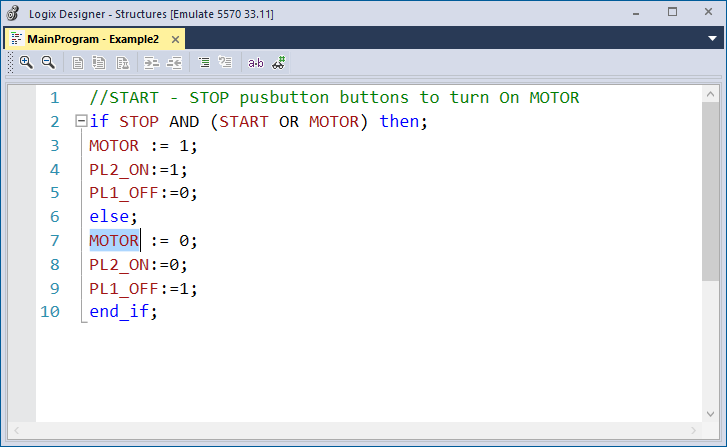 Logix Designer - Structures [Emulate 5570 33.11]
MainProgram - Example2
a+b
1 //START - STOP pusbutton buttons to turn On MOTOR
2 if STOP AND (START OR MOTOR) then;
3 MOTOR := 1;
4 PL2_ON:=1;
5 PL1_OFF:=0;
6 else;
7 MOTOR := 0;
8 PL2_ON:=0;
9 PL1_OFF:=1;
10 end_if;